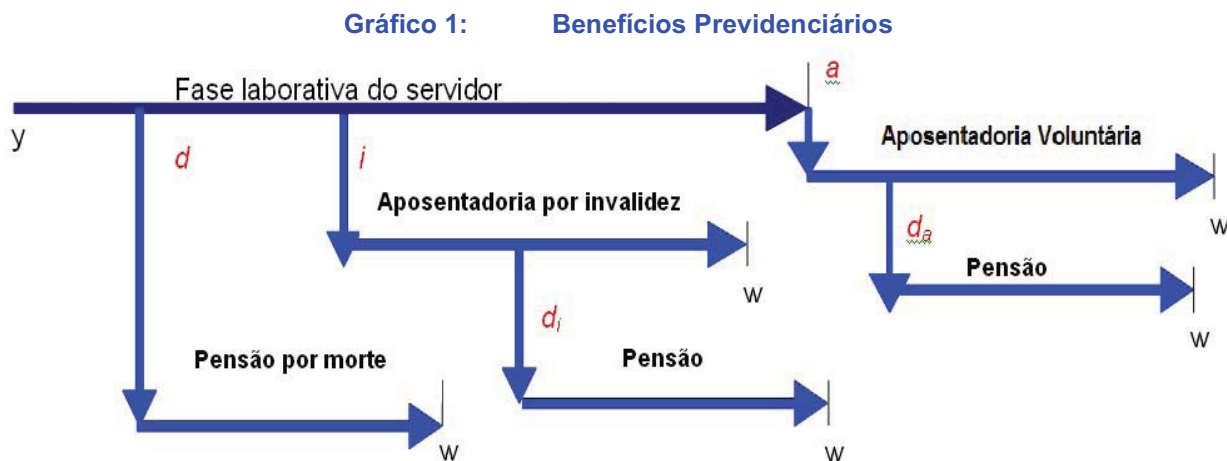 Gráfico 1: Benefícios Previdenciários
Fase laborativa do servidor
a
y
d
i
Aposentadoria Voluntária
Aposentadoria por invalidez
w
da
w
Pensão
w
di
Pensão por morte
Pensão
w
w